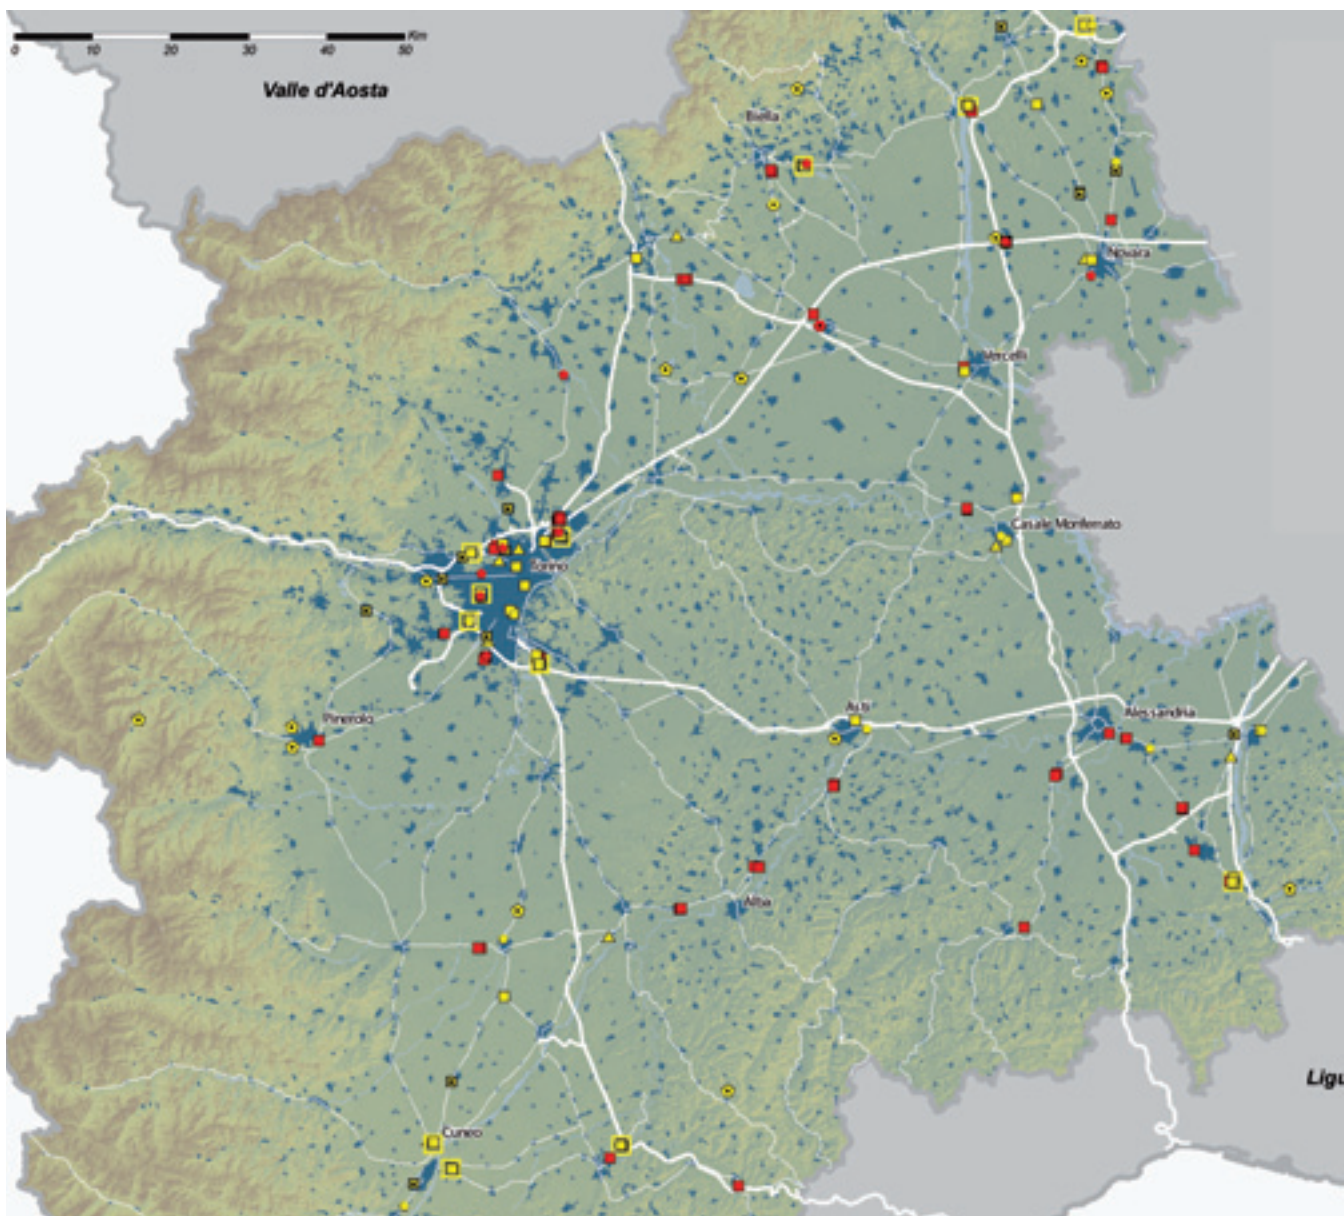 0 10 20 30 40 50 Km
Valle d'Aosta
Biella
Novara
Vercelli
Casale Monferrato
Torino
Pinerolo
Asti
Alessandria
Alba
Cuneo
Ligu